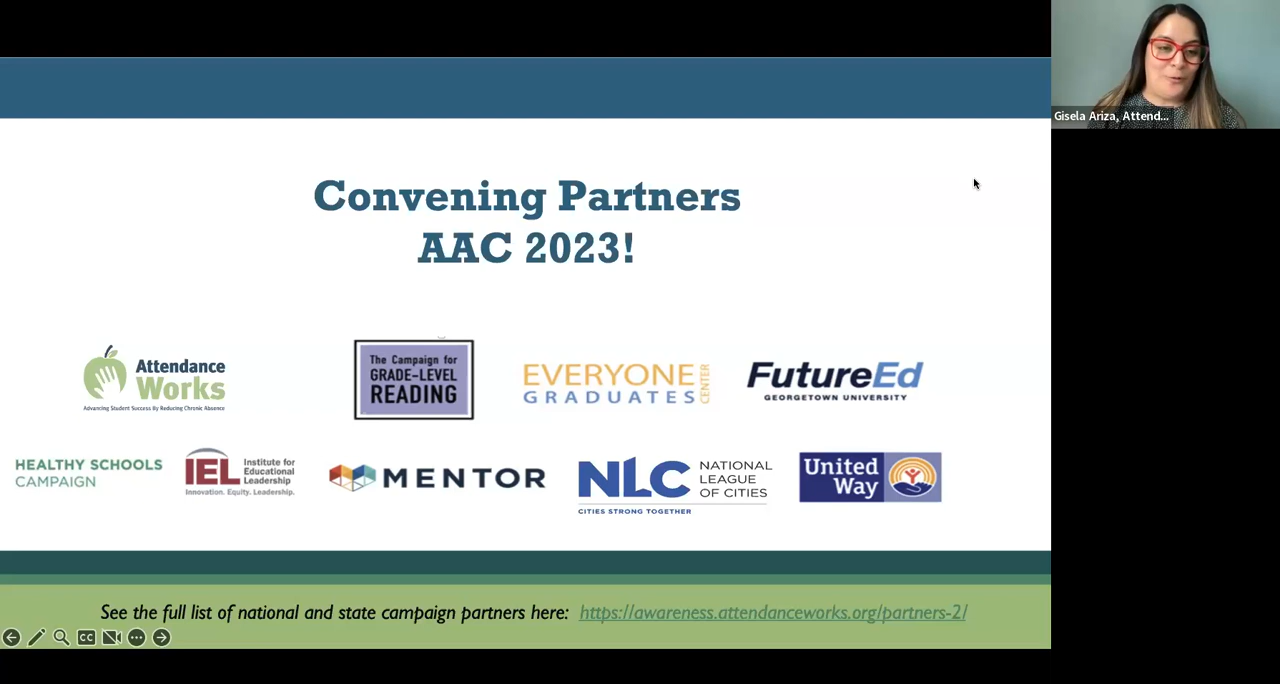 Gisela Ariza, Attend...
Convening Partners
AAC 2023!
Attendance
Works
Advancing Student Success By Reducing Chronic Absence
The Campaign for
GRADE-LEVEL
READING
EVERYONE
GRADUATES
CENTER
FutureEd
GEORGETOWN UNIVERSITY
HEALTHY SCHOOLS
CAMPAIGN
IEL
Institute for
Educational
Leadership
Innovation. Equity. Leadership.
MENTOR
NLC
NATIONAL
LEAGUE
OF CITIES
CITIES STRONG TOGETHER
United
Way
See the full list of national and state campaign partners here: https://awareness.attendanceworks.org/partners-2/
CC